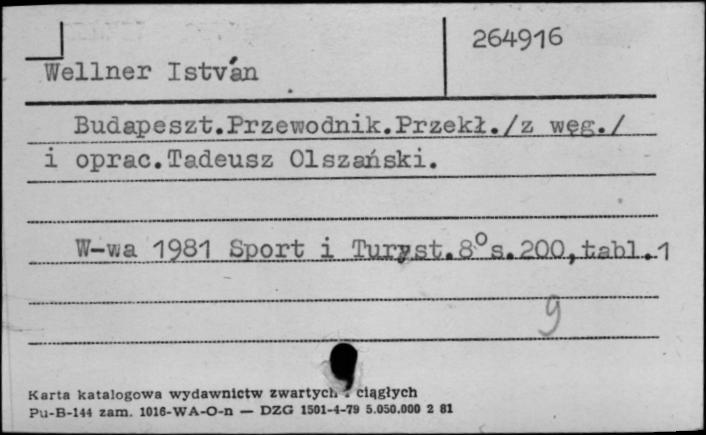 264916
Wellner István
Budapeszt.Przewodnik.Przekł./z węg./
i oprac.Tadeusz Olszański.
W-wa 1981 Sport i Turyst.8°s.200,tabl.1
9
Karta katalogowa wydawnictw zwartych i ciągłych
Pu-B-144 zam. 1016-WA-O-n — DZG 1501-4-79 5.050.000 2 81